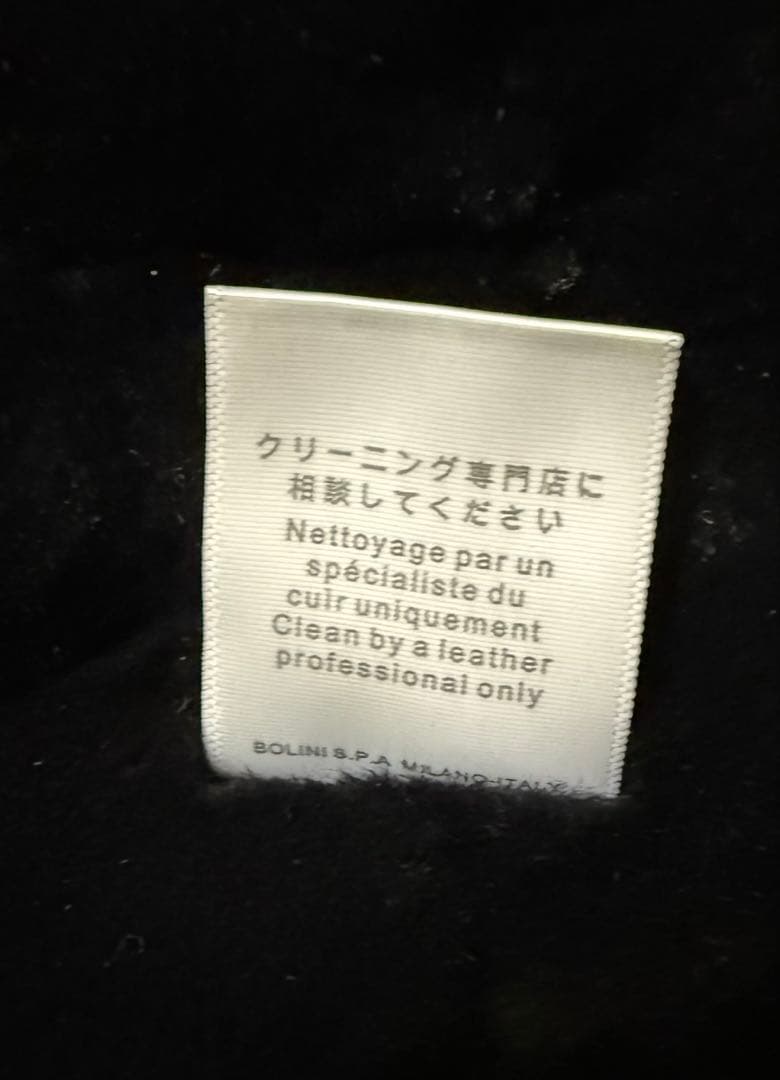 クリーニング専門店に
相談してください
Nettoyage par un
spécialiste du
cuir uniquement
Clean by a leather
professional only
BOLINI S.P.A MILANO-ITALY